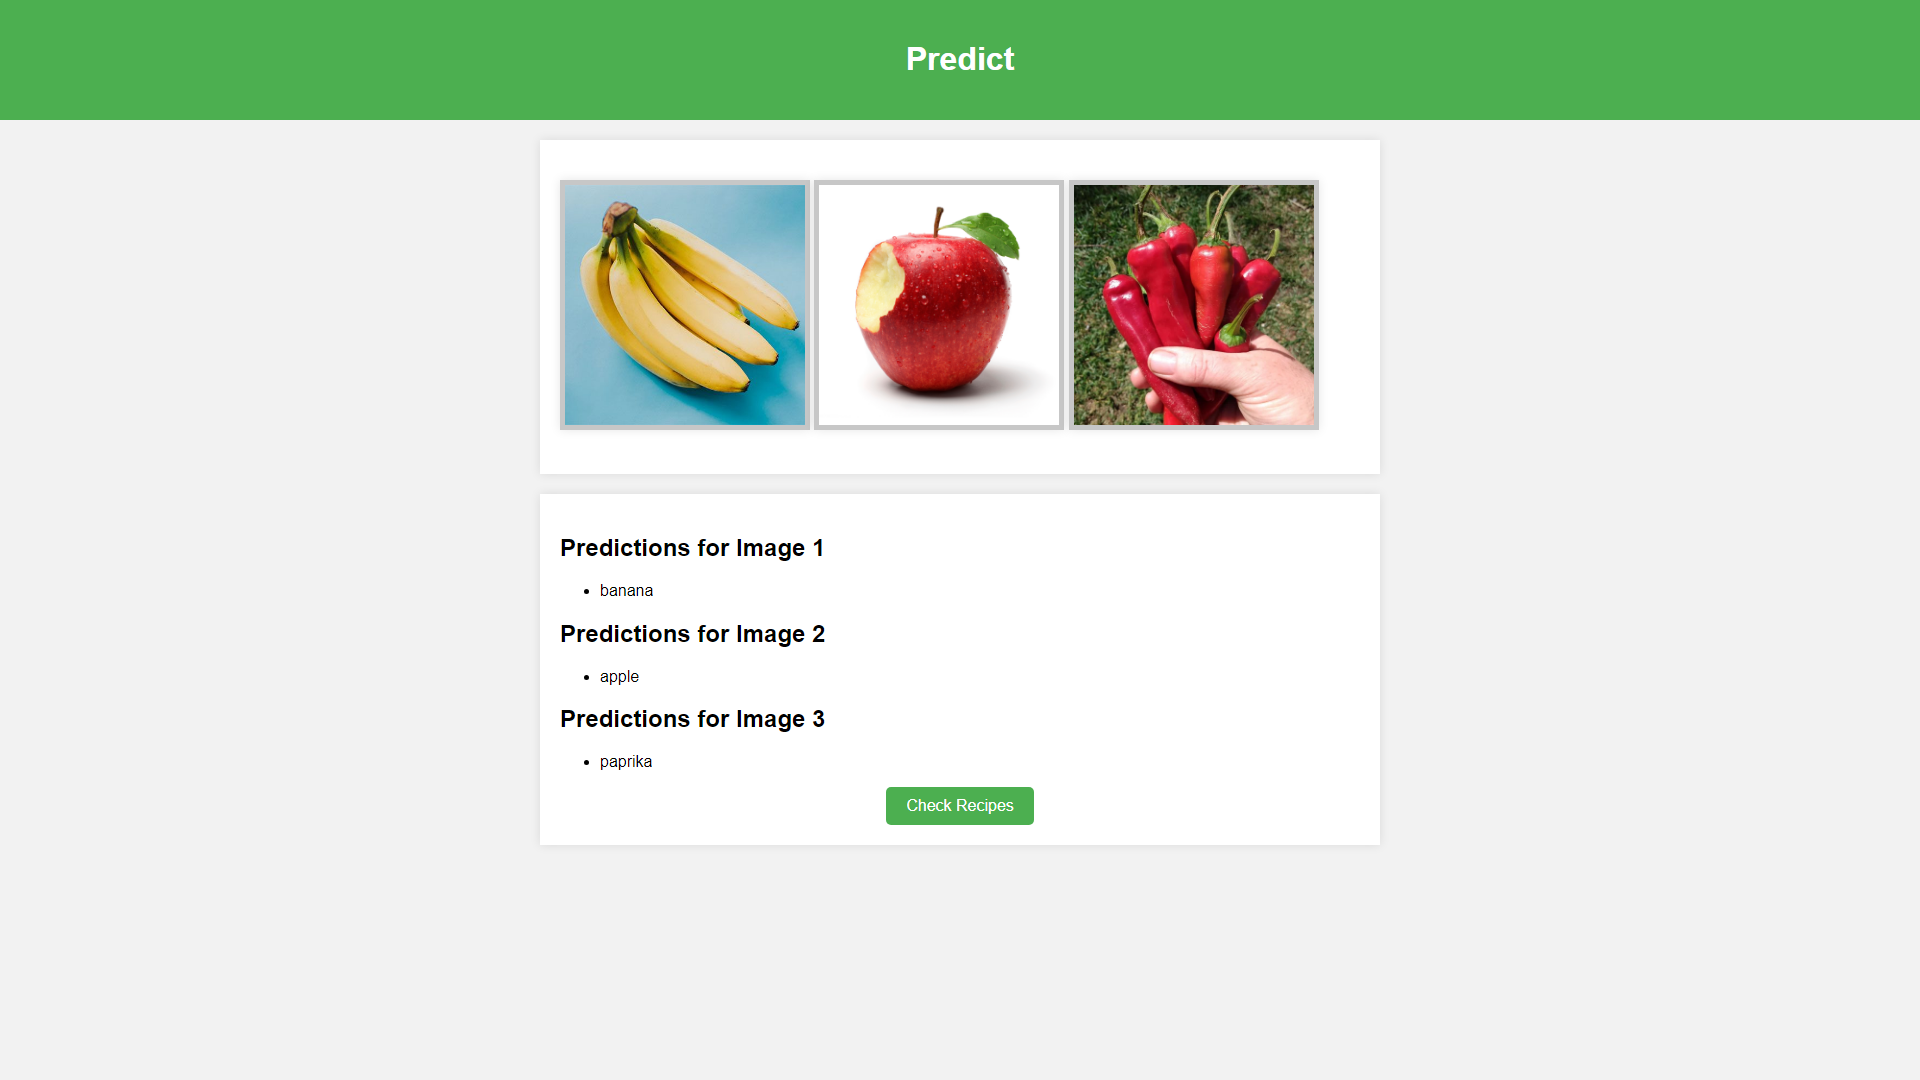 Predict
Predictions for Image 1
banana
Predictions for Image 2
apple
Predictions for Image 3
paprika
Check Recipes